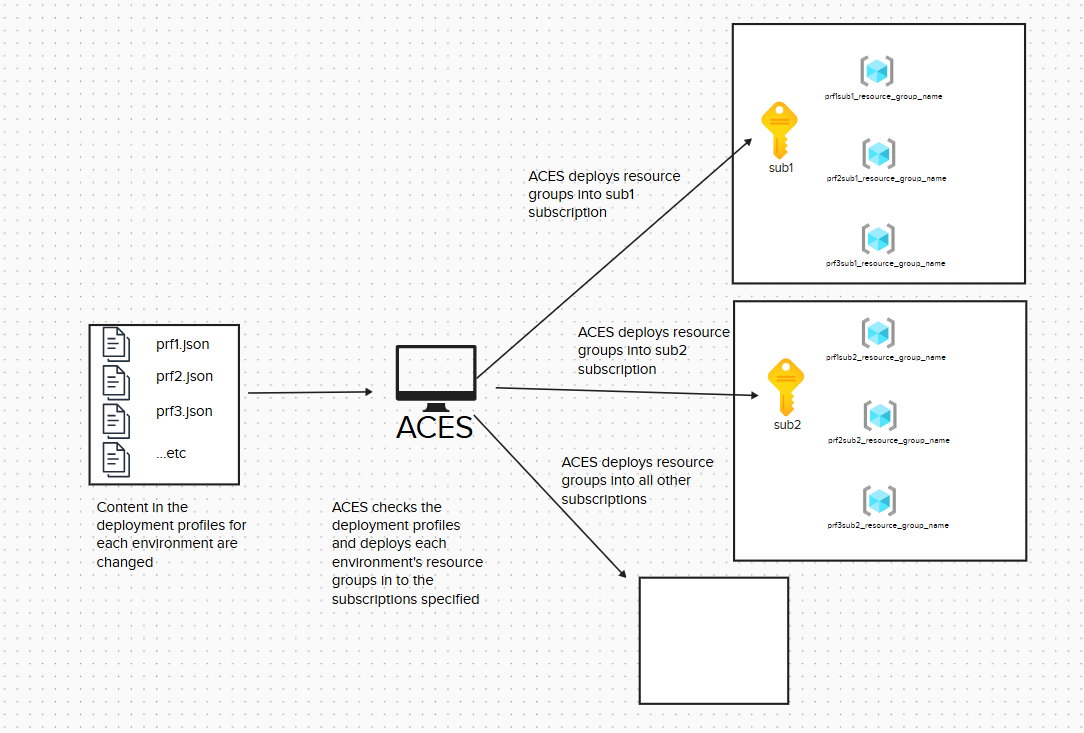 prf1.json
prf2.json
prf3.json
...etc
Content in the
deployment profiles for
each environment are
changed
ACES
ACES checks the
deployment profiles
and deploys each
environment's resource
groups in to the
subscriptions specified
ACES deploys resource
groups into sub1
subscription
ACES deploys resource
groups into sub2
subscription
ACES deploys resource
groups into all other
subscriptions
sub1
prf1sub1_resource_group_name
prf2sub1_resource_group_name
prf3sub1_resource_group_name
sub2
prf1sub2_resource_group_name
prf2sub2_resource_group_name
prf3sub2_resource_group_name